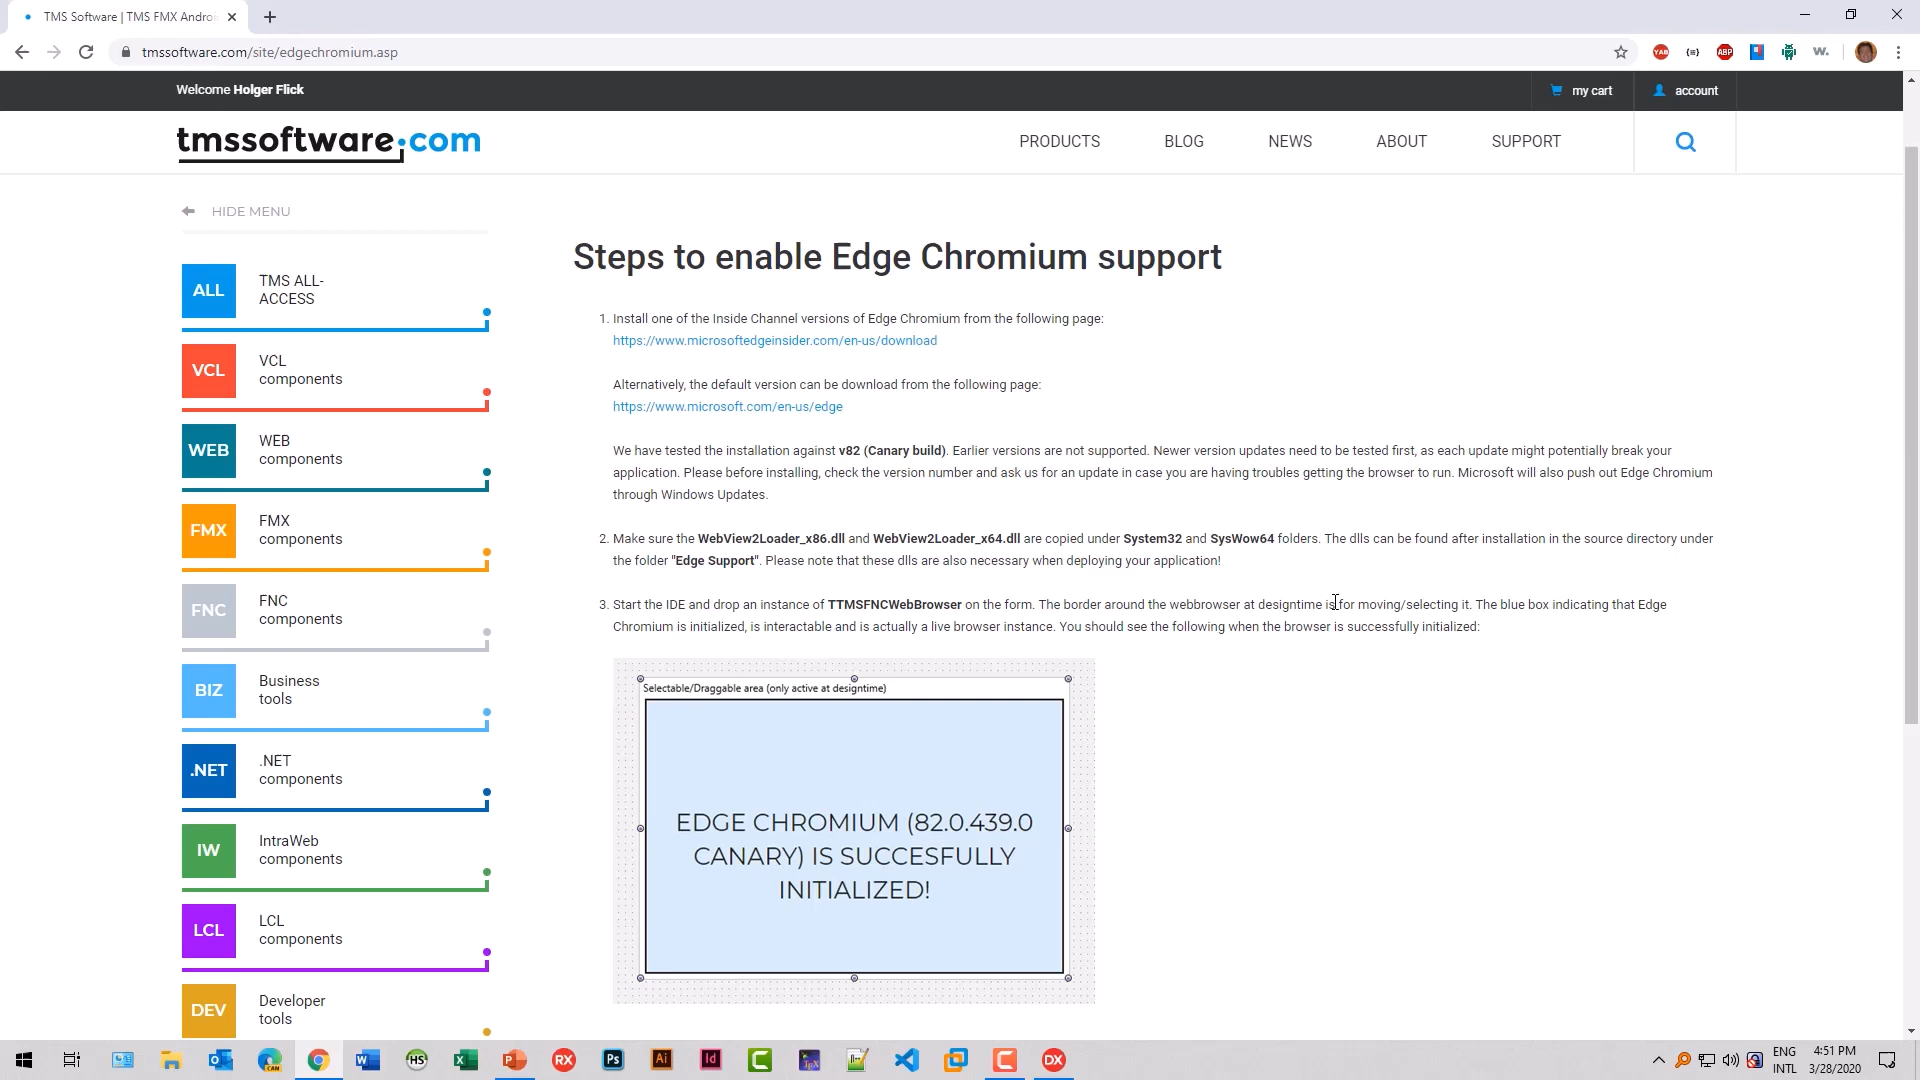 TMS Software | TMS FMX Androi
tmssoftware.com/site/edgechromium.asp
Welcome Holger Flick
my cart
account
tmssoftware.com
PRODUCTS
BLOG
NEWS
ABOUT
SUPPORT
HIDE MENU
ALL
TMS ALL-
ACCESS
VCL
VCL
components
WEB
WEB
components
FMX
FMX
components
FNC
FNC
components
BIZ
Business
tools
.NET
.NET
components
IW
IntraWeb
components
LCL
LCL
components
DEV
Developer
tools
Steps to enable Edge Chromium support
1. Install one of the Inside Channel versions of Edge Chromium from the following page:
https://www.microsoftedgeinsider.com/en-us/download
Alternatively, the default version can be download from the following page:
https://www.microsoft.com/en-us/edge
We have tested the installation against v82 (Canary build). Earlier versions are not supported. Newer version updates need to be tested first, as each update might potentially break your
application. Please before installing, check the version number and ask us for an update in case you are having troubles getting the browser to run. Microsoft will also push out Edge Chromium
through Windows Updates.
2. Make sure the WebView2Loader_x86.dll and WebView2Loader_x64.dll are copied under System32 and SysWow64 folders. The dlls can be found after installation in the source directory under
the folder "Edge Support". Please note that these dlls are also necessary when deploying your application!
3. Start the IDE and drop an instance of TTMSFNCWebBrowser on the form. The border around the webbrowser at designtime is for moving/selecting it. The blue box indicating that Edge
Chromium is initialized, is interactable and is actually a live browser instance. You should see the following when the browser is successfully initialized:
Selectable/Draggable area (only active at designtime)
EDGE CHROMIUM (82.0.439.0
CANARY) IS SUCCESFULLY
INITIALIZED!
ENG
INTL
4:51 PM
3/28/2020